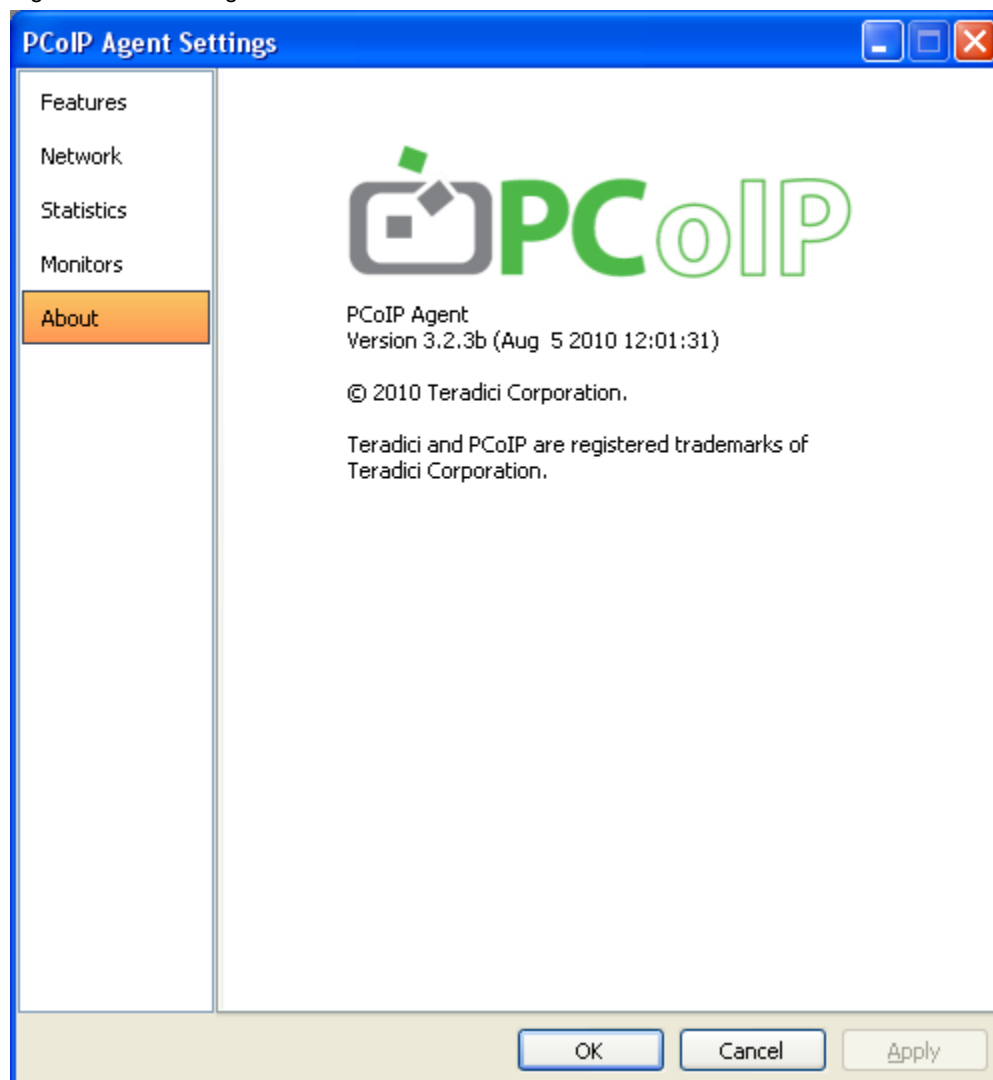 PCoIP Agent Settings
Features
Network
Statistics
Monitors
About
PCoIP
PCoIP Agent
Version 3.2.3b (Aug  5 2010 12:01:31)
© 2010 Teradici Corporation.
Teradici and PCoIP are registered trademarks of
Teradici Corporation.
OK
Cancel
Apply